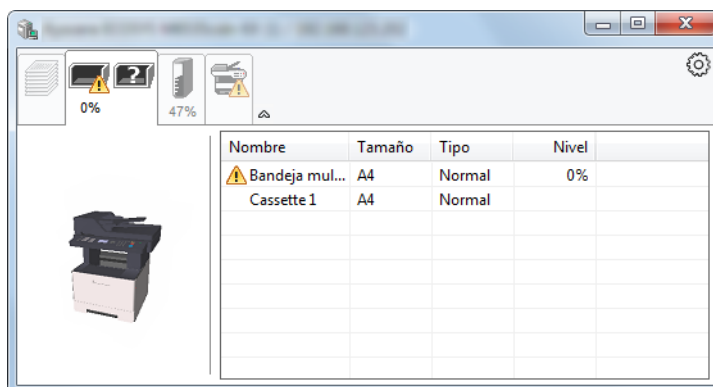 0%
47%
Nombre Tamaño Tipo Nivel
Bandeja mul... A4 Normal 0%
Cassette 1 A4 Normal